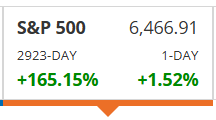 S&P 500 6,466.91
2923-DAY 1-DAY
+165.15% +1.52%